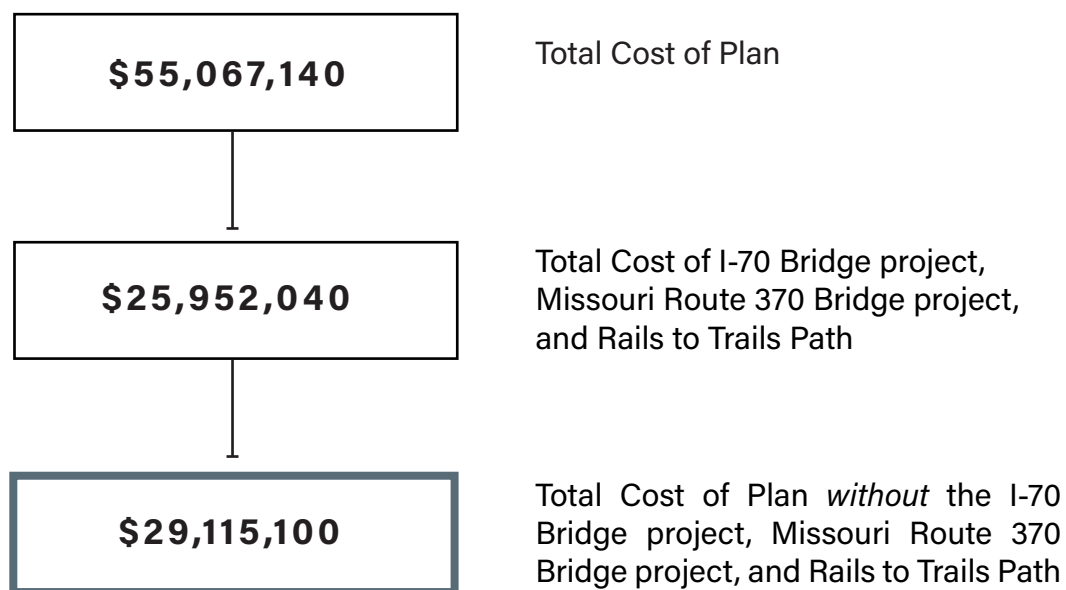 $55,067,140
Total Cost of Plan
$25,952,040
Total Cost of I-70 Bridge project,
Missouri Route 370 Bridge project,
and Rails to Trails Path
$29,115,100
Total Cost of Plan without the I-70
Bridge project, Missouri Route 370
Bridge project, and Rails to Trails Path